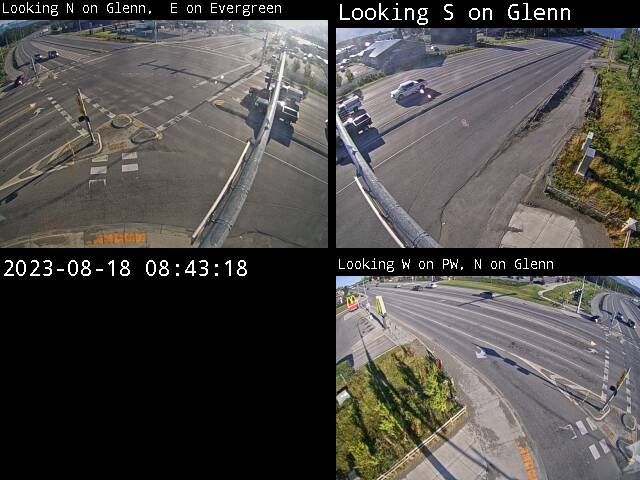 Looking N on Glenn,  E on Evergreen
Looking S on Glenn
2023-08-18 08:43:18
Looking W on PW, N on Glenn